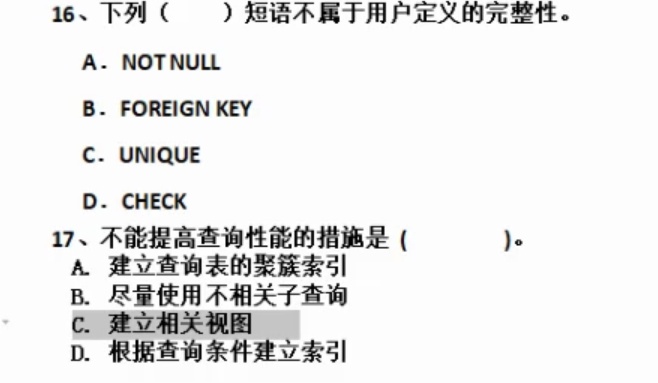 16、下列（　　）短语不属于用户定义的完整性。
A．NOT NULL
B．FOREIGN KEY
C．UNIQUE
D．CHECK
17、不能提高查询性能的措施是（　　）。
A. 建立查询表的聚簇索引
B. 尽量使用不相关子查询
C. 建立相关视图
D. 根据查询条件建立索引